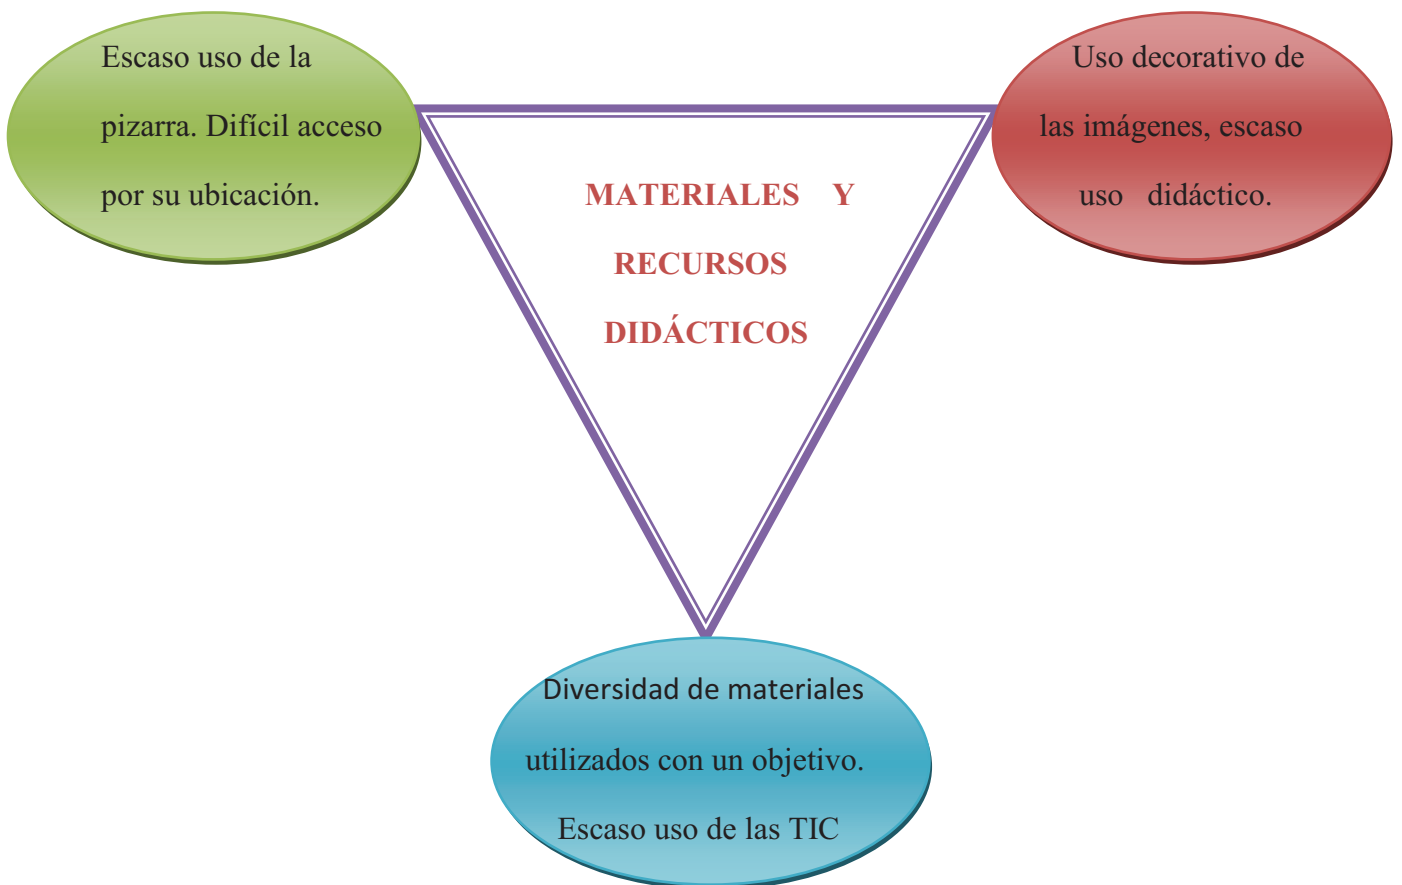 Escaso uso de la
pizarra. Difícil acceso
por su ubicación.
Uso decorativo de
las imágenes, escaso
uso didáctico.
MATERIALES Y
RECURSOS
DIDÁCTICOS
Diversidad de materiales
utilizados con un objetivo.
Escaso uso de las TIC